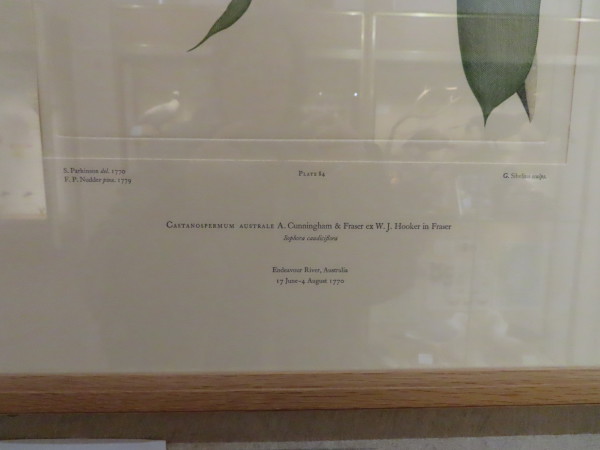 S. Parkinson del. 1770
F. P. Nodder pinx. 1779
PLATE 84
G. Sibelius sculps.
CASTANOSPERMUM AUSTRALE A. Cunningham & Fraser ex W. J. Hooker in Fraser
Sophora caudiciflora
Endeavour River, Australia
17 June–4 August 1770